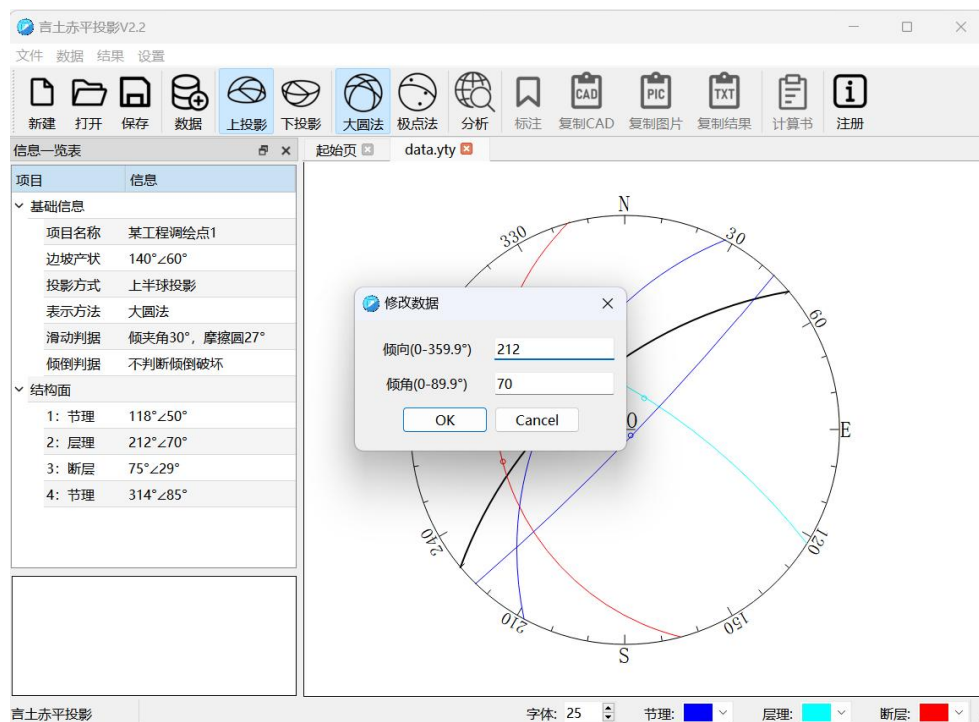 言土赤平投影V2.2
文件 数据 结果 设置
新建 打开 保存 数据 上投影 下投影 大圆法 极点法 分析 标注 CAD 复制CAD PIC 复制图片 TXT 复制结果 计算书 注册
信息一览表
起始页 data.yty
项目 信息
基础信息
项目名称 某工程调绘点1
边坡产状 140°∠60°
投影方式 上半球投影
表示方法 大圆法
滑动判据 倾夹角30°，摩擦圆27°
倾倒判据 不判断倾倒破坏
结构面
1: 节理 118°∠50°
2: 层理 212°∠70°
3: 断层 75°∠29°
4: 节理 314°∠85°
N
330
30
60
修改数据
倾向(0-359.9°) 212
倾角(0-89.9°) 70
OK Cancel
O
E
240
120
210
150
S
言土赤平投影
字体: 25 节理: 层理: 断层: